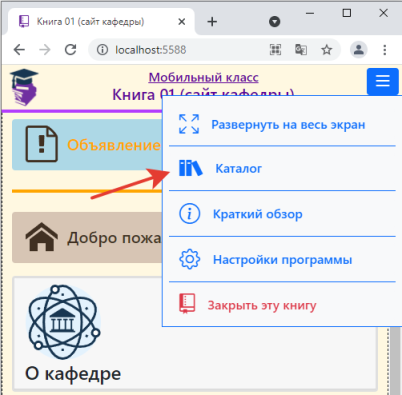 Книга 01 (сайт кафедры)
localhost:5588
Мобильный класс
Книга 01 (сайт кафедры)
Объявление
Развернуть на весь экран
Каталог
Добро пожа
Краткий обзор
Настройки программы
Закрыть эту книгу
О кафедре